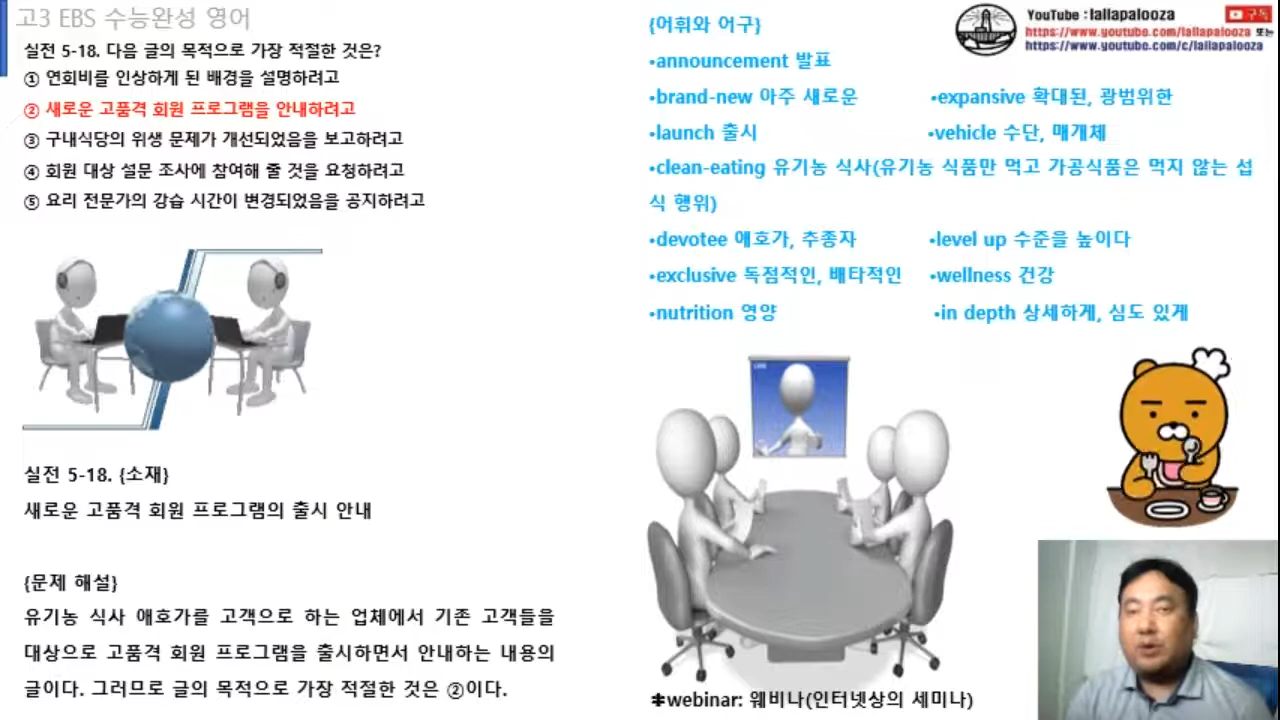 고3 EBS 수능완성 영어
실전 5-18. 다음 글의 목적으로 가장 적절한 것은?
① 연회비를 인상하게 된 배경을 설명하려고
② 새로운 고품격 회원 프로그램을 안내하려고
③ 구내식당의 위생 문제가 개선되었음을 보고하려고
④ 회원 대상 설문 조사에 참여해 줄 것을 요청하려고
⑤ 요리 전문가의 강습 시간이 변경되었음을 공지하려고
실전 5-18. {소재}
새로운 고품격 회원 프로그램의 출시 안내
{문제 해설}
유기농 식사 애호가를 고객으로 하는 업체에서 기존 고객들을
대상으로 고품격 회원 프로그램을 출시하면서 안내하는 내용의
글이다. 그러므로 글의 목적으로 가장 적절한 것은 ②이다.
{어휘와 어구}
•announcement 발표
•brand-new 아주 새로운 •expansive 확대된, 광범위한
•launch 출시 •vehicle 수단, 매개체
•clean-eating 유기농 식사(유기농 식품만 먹고 가공식품은 먹지 않는 섭
식 행위)
•devotee 애호가, 추종자 •level up 수준을 높이다
•exclusive 독점적인, 배타적인 •wellness 건강
•nutrition 영양 •in depth 상세하게, 심도 있게
✱webinar: 웨비나(인터넷상의 세미나)
YouTube : lallapalooza 구독
https://www.youtube.com/lallapalooza 또는
https://www.youtube.com/c/lallapalooza